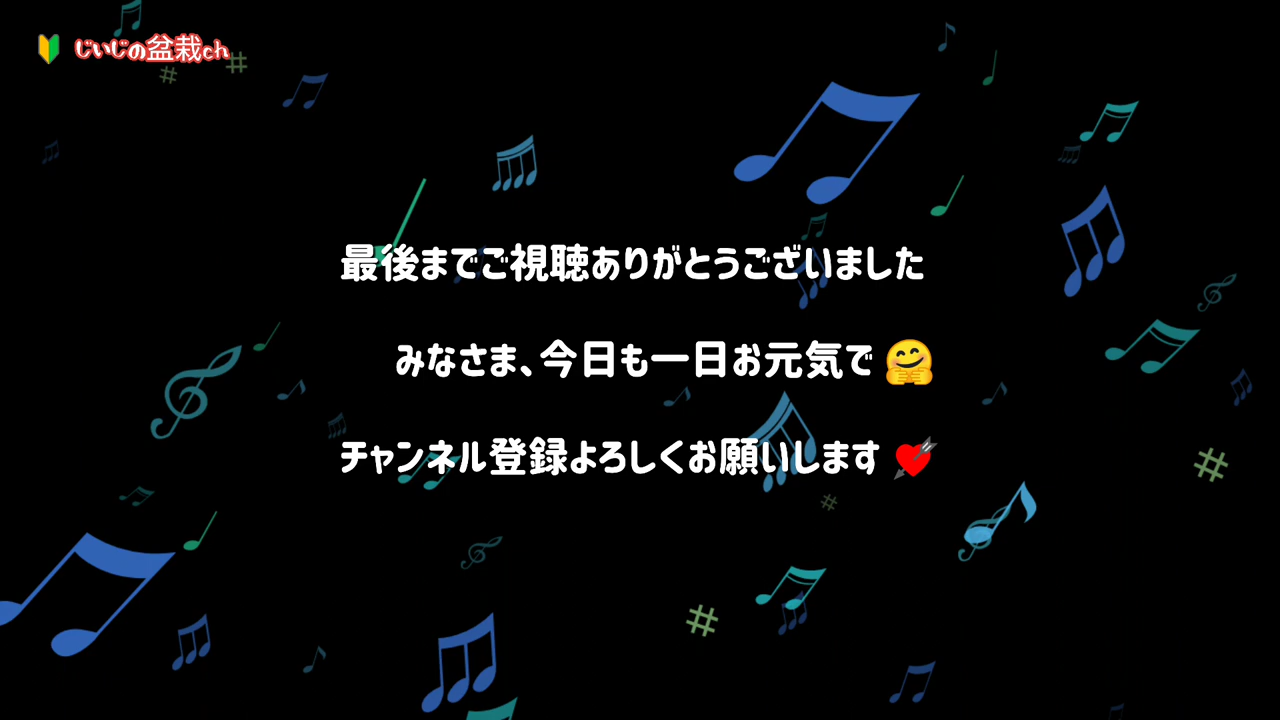 🔰 じいじの盆栽ch
最後までご視聴ありがとうございました
みなさま、今日も一日お元気で 🤗
チャンネル登録よろしくお願いします 💘